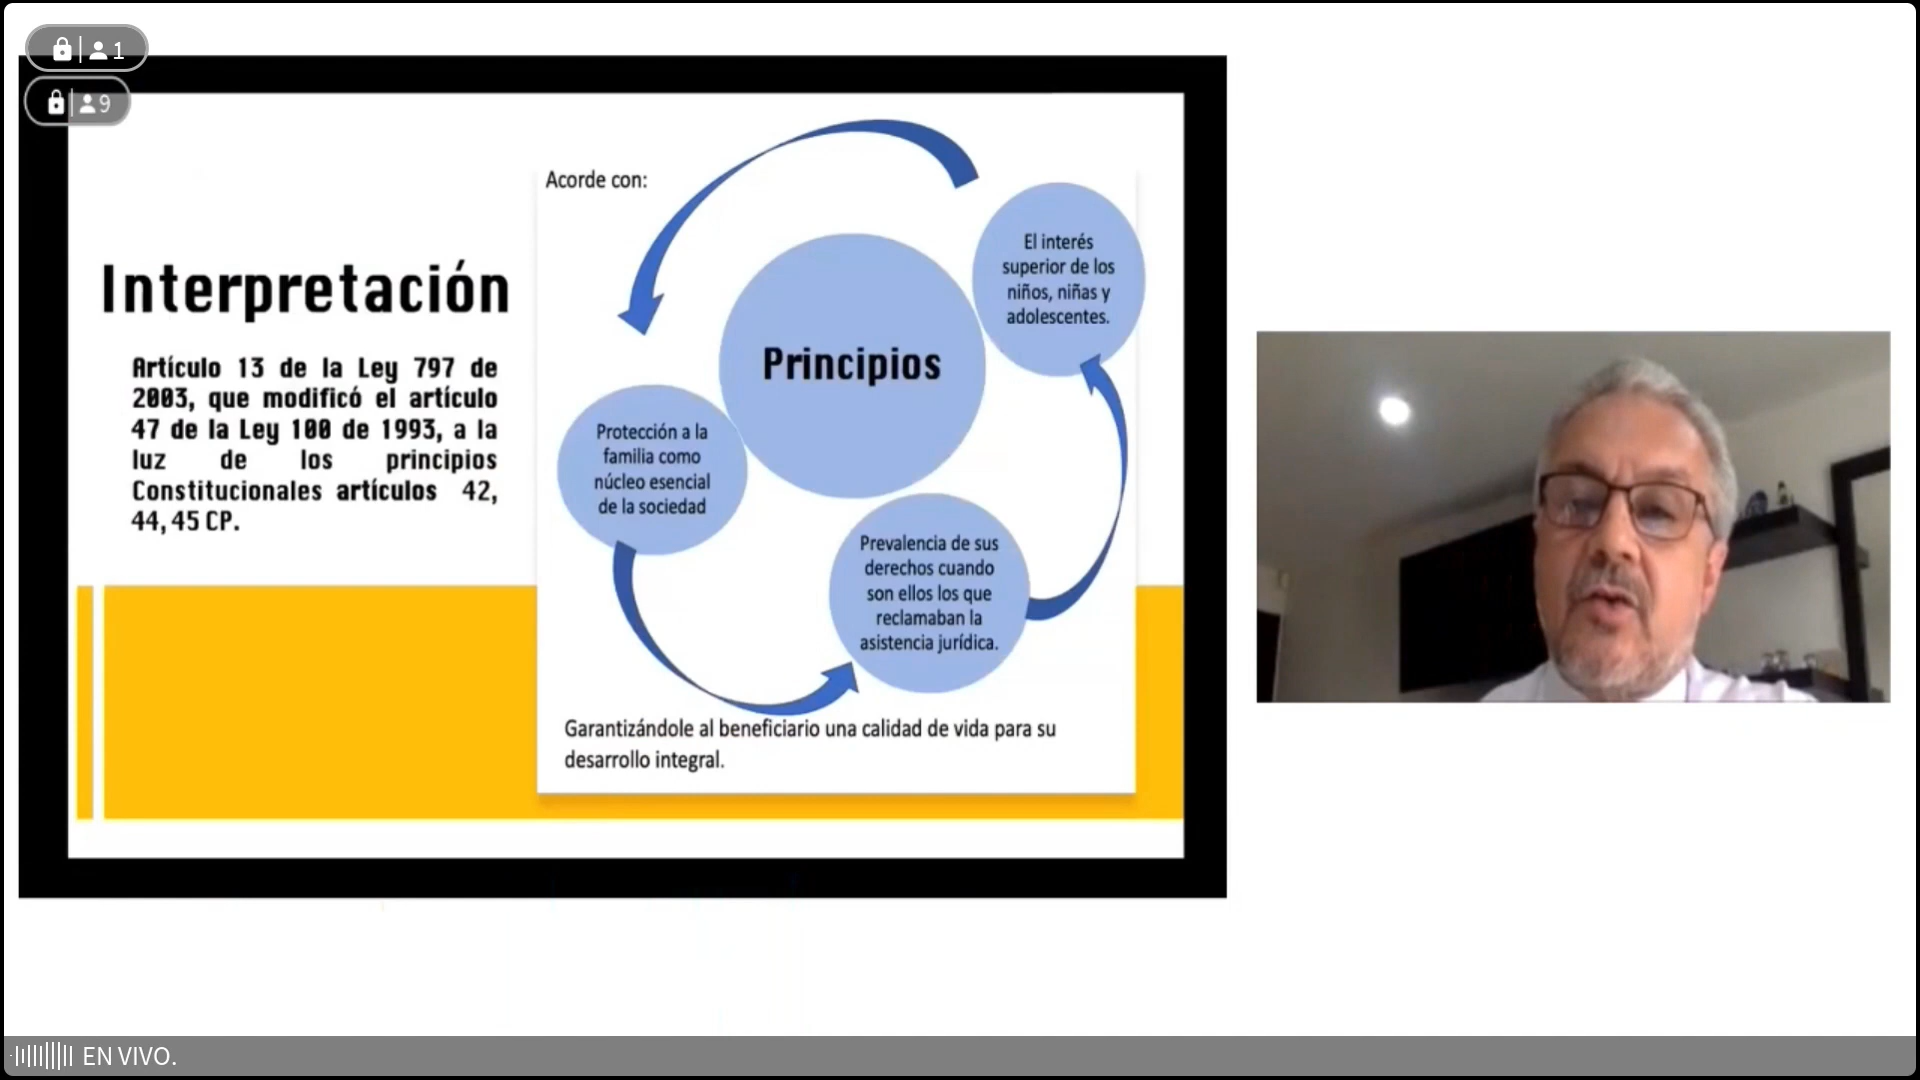 1
9
Interpretación
Artículo 13 de la Ley 797 de
2003, que modificó el artículo
47 de la Ley 100 de 1993, a la
luz de los principios
Constitucionales artículos 42,
44, 45 CP.
Acorde con:
Principios
El interés
superior de los
niños, niñas y
adolescentes.
Protección a la
familia como
núcleo esencial
de la sociedad
Prevalencia de sus
derechos cuando
son ellos los que
reclamaban la
asistencia jurídica.
Garantizándole al beneficiario una calidad de vida para su
desarrollo integral.
EN VIVO.